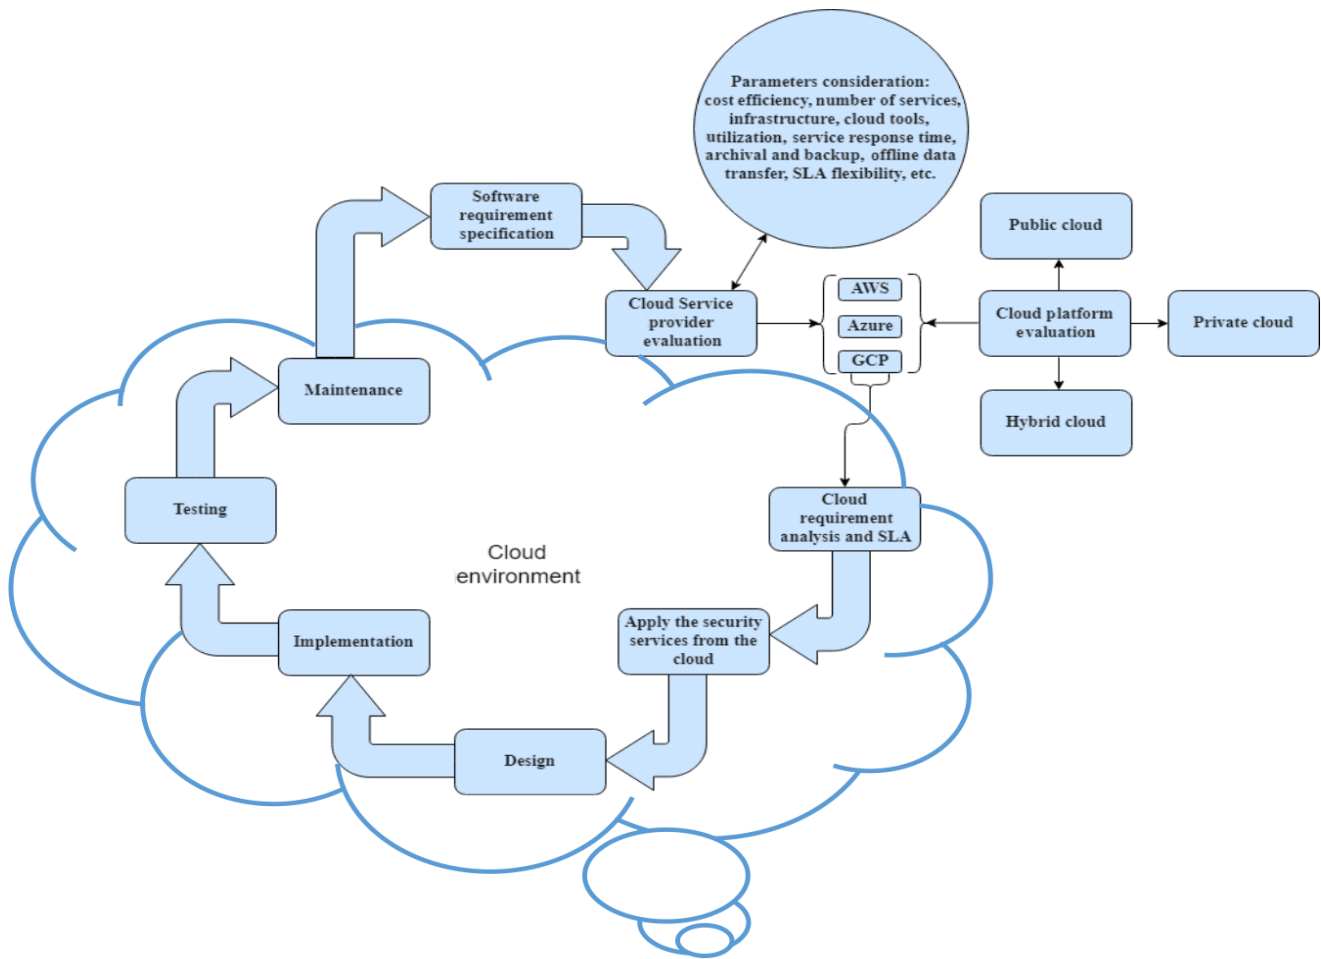 Parameters consideration:
cost efficiency, number of services,
infrastructure, cloud tools,
utilization, service response time,
archival and backup, offline data
transfer, SLA flexibility, etc.
Software
requirement
specification
Public cloud
Cloud Service
provider
evaluation
AWS
Azure
GCP
Cloud platform
evaluation
Private cloud
Hybrid cloud
Maintenance
Testing
Cloud
requirement
analysis and SLA
Cloud
environment
Implementation
Apply the security
services from the
cloud
Design